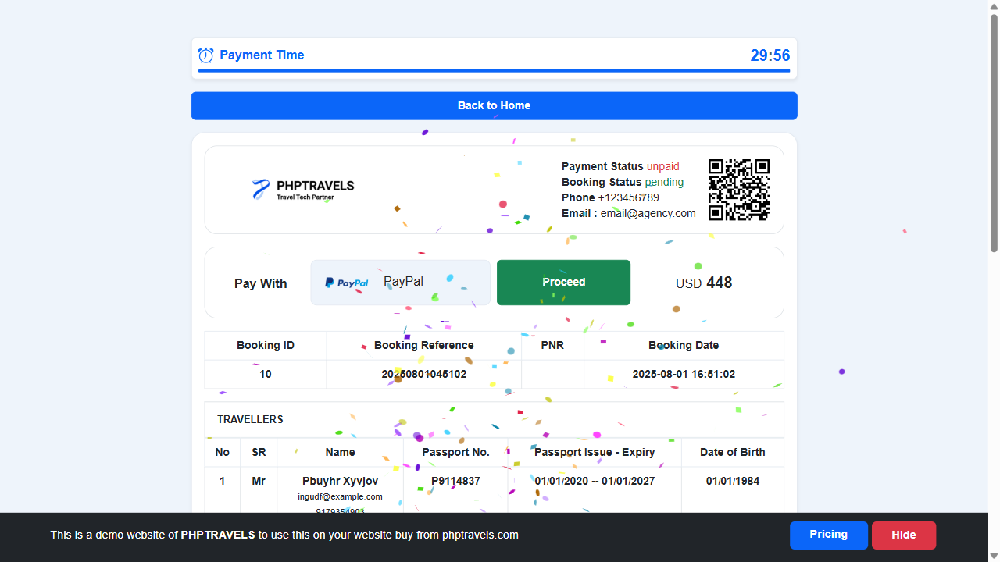 Payment Time
29:56
Back to Home
PHPTRAVELS
Travel Tech Partner
Payment Status unpaid
Booking Status pending
Phone +123456789
Email : email@agency.com
Pay With
PayPal PayPal
Proceed
USD 448
Booking ID Booking Reference PNR Booking Date
10 20250801045102 2025-08-01 16:51:02
TRAVELLERS
No SR Name Passport No. Passport Issue - Expiry Date of Birth
1 Mr Pbuyhr Xyvjov P9114837 01/01/2020 -- 01/01/2027 01/01/1984
ingudf@example.com
9179354903
This is a demo website of PHPTRAVELS to use this on your website buy from phptravels.com
Pricing
Hide